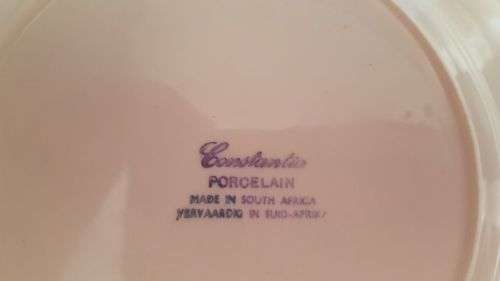 Constantia
PORCELAIN
MADE IN SOUTH AFRICA
VERVAARDIG IN SUID-AFRIKA